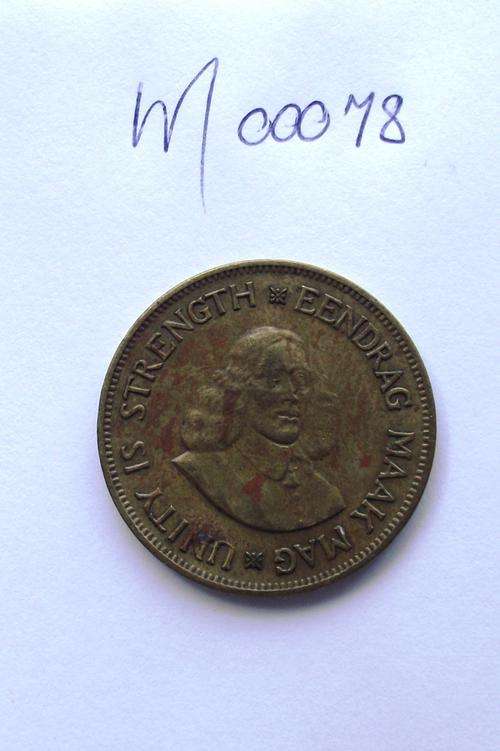 M 00078
UNITY IS STRENGTH
EENDRAG MAAK MAG